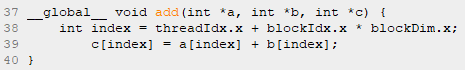 37 __global__ void add(int *a, int *b, int *c) {
38     int index = threadIdx.x + blockIdx.x * blockDim.x;
39         c[index] = a[index] + b[index];
40 }